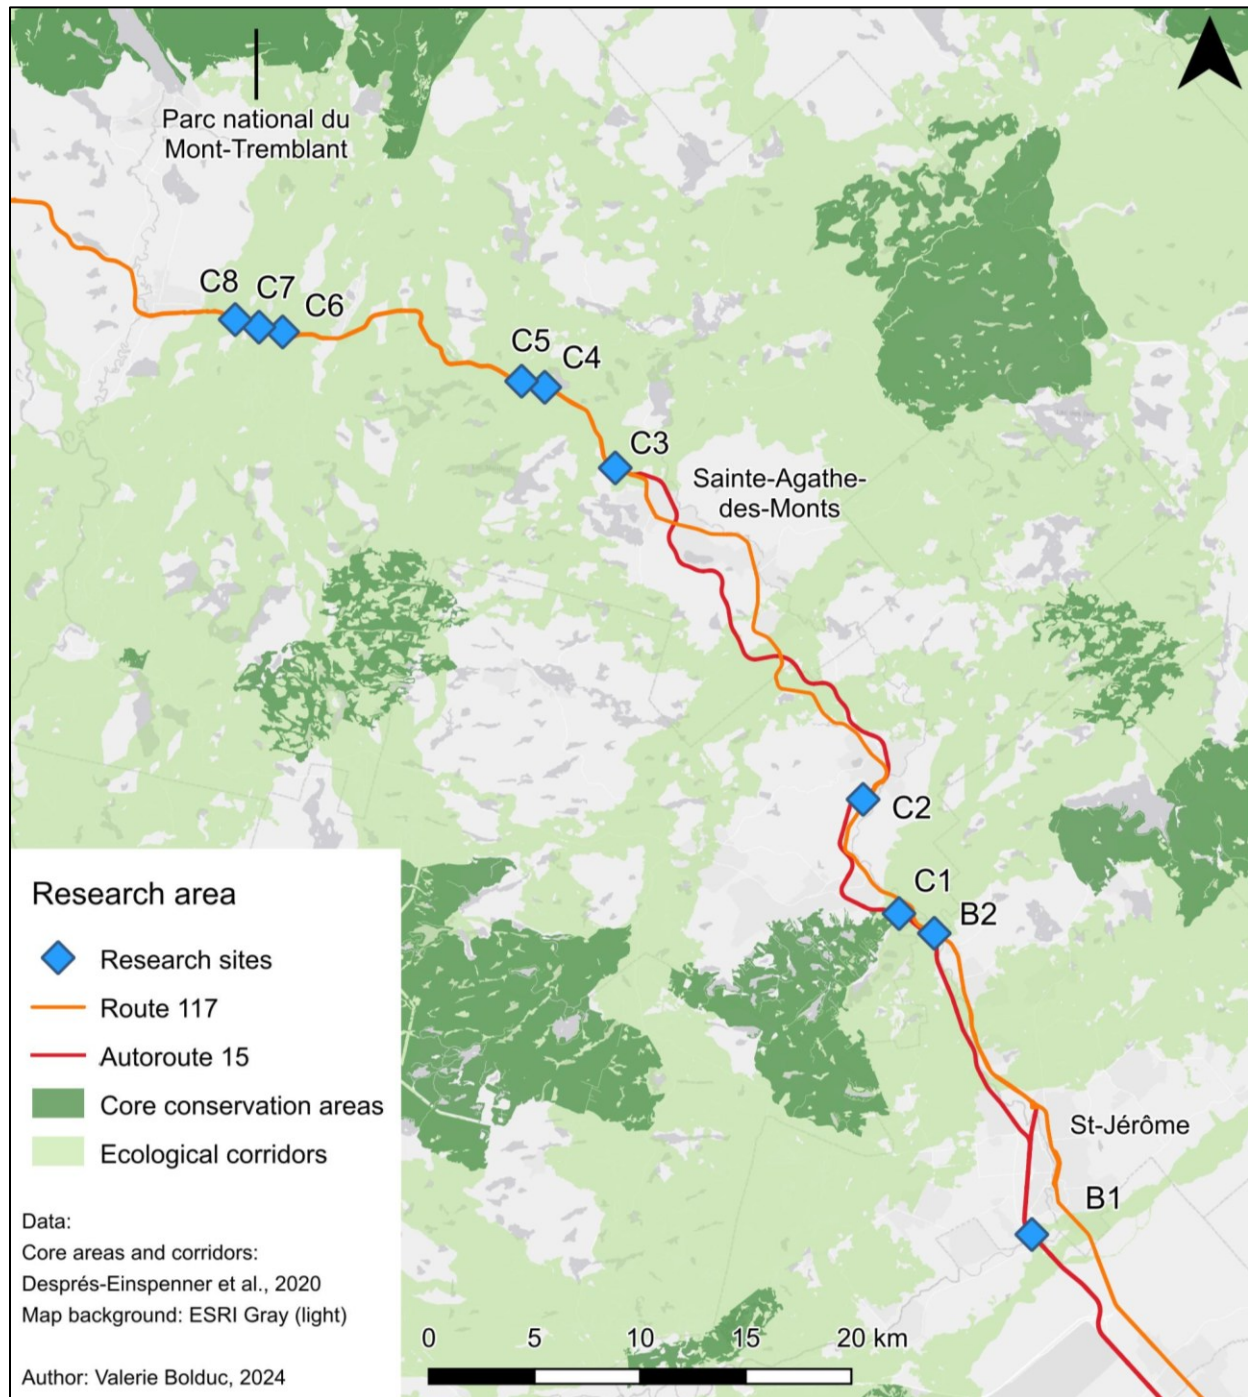 Parc national du
Mont-Tremblant
C8
C7
C6
C5
C4
C3
Sainte-Agathe-
des-Monts
C2
C1
B2
St-Jérôme
B1
Research area
Research sites
Route 117
Autoroute 15
Core conservation areas
Ecological corridors
Data:
Core areas and corridors:
Després-Einspenner et al., 2020
Map background: ESRI Gray (light)
Author: Valerie Bolduc, 2024
0 5 10 15 20 km